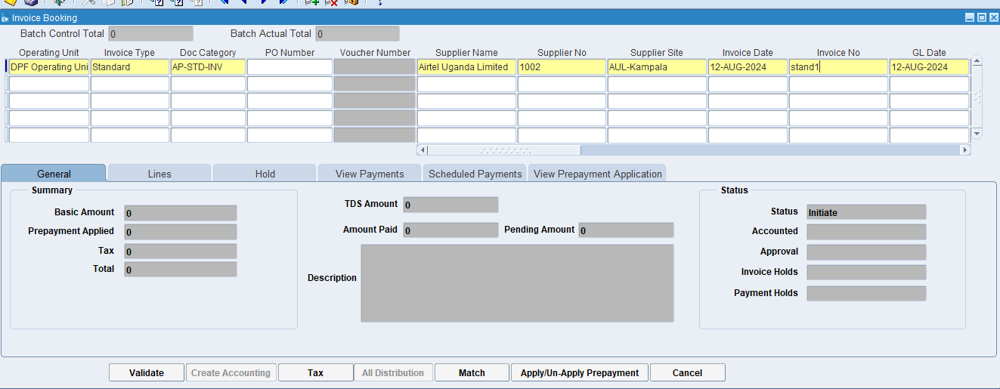 Invoice Booking
Batch Control Total 0 Batch Actual Total 0
Operating Unit Invoice Type Doc Category PO Number Voucher Number Supplier Name Supplier No Supplier Site Invoice Date Invoice No GL Date
DPF Operating Uni Standard AP-STD-INV Airtel Uganda Limited 1002 AUL-Kampala 12-AUG-2024 stand1 12-AUG-2024
General Lines Hold View Payments Scheduled Payments View Prepayment Application
Summary
Basic Amount 0
Prepayment Applied 0
Tax 0
Total 0
TDS Amount 0
Amount Paid 0 Pending Amount 0
Description
Status
Status Initiate
Accounted
Approval
Invoice Holds
Payment Holds
Validate Create Accounting Tax All Distribution Match Apply/Un-Apply Prepayment Cancel